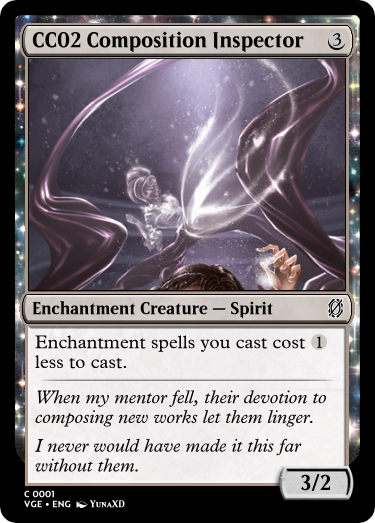 CCO2 Composition Inspector 3
Enchantment Creature — Spirit
Enchantment spells you cast cost 1
less to cast.
When my mentor fell, their devotion to
composing new works let them linger.
I never would have made it this far
without them.
3/2
C 0001
VGE • ENG YunaXD